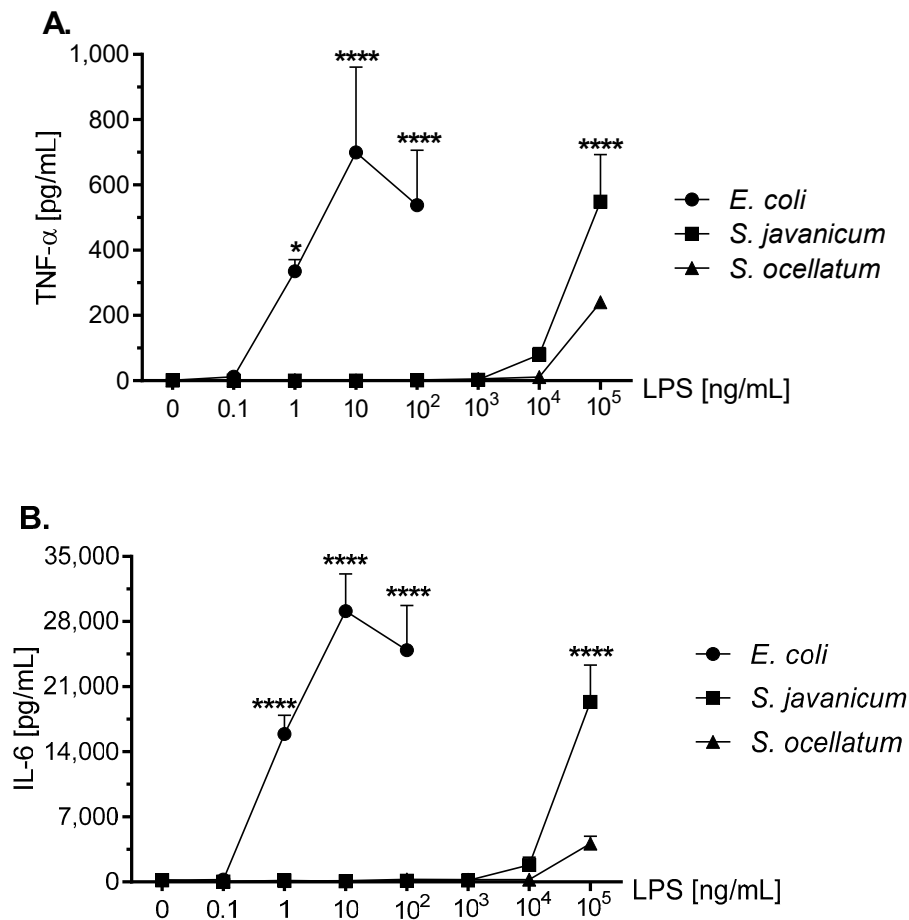 A.
1,000
800
600
400
200
0
TNF-α [pg/mL]
*
****
****
****
0 0.1 1 10 10² 10³ 10⁴ 10⁵ LPS [ng/mL]
E. coli
S. javanicum
S. ocellatum
B.
35,000
28,000
21,000
14,000
7,000
0
IL-6 [pg/mL]
****
****
****
****
0 0.1 1 10 10² 10³ 10⁴ 10⁵ LPS [ng/mL]
E. coli
S. javanicum
S. ocellatum